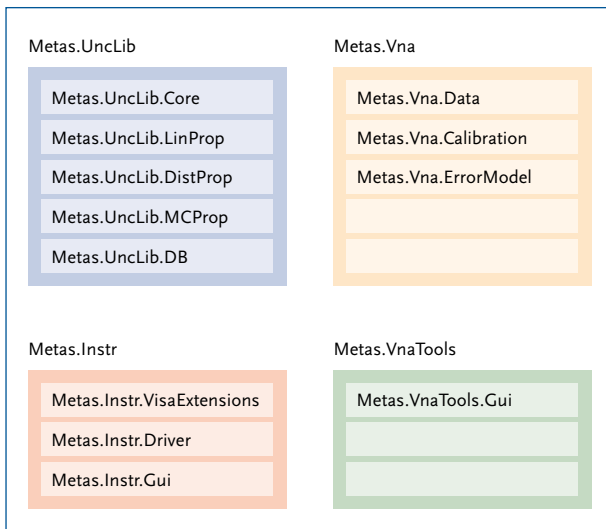 Metas.UncLib
Metas.UncLib.Core
Metas.UncLib.LinProp
Metas.UncLib.DistProp
Metas.UncLib.MCProp
Metas.UncLib.DB
Metas.Vna
Metas.Vna.Data
Metas.Vna.Calibration
Metas.Vna.ErrorModel
Metas.Instr
Metas.Instr.VisaExtensions
Metas.Instr.Driver
Metas.Instr.Gui
Metas.VnaTools
Metas.VnaTools.Gui